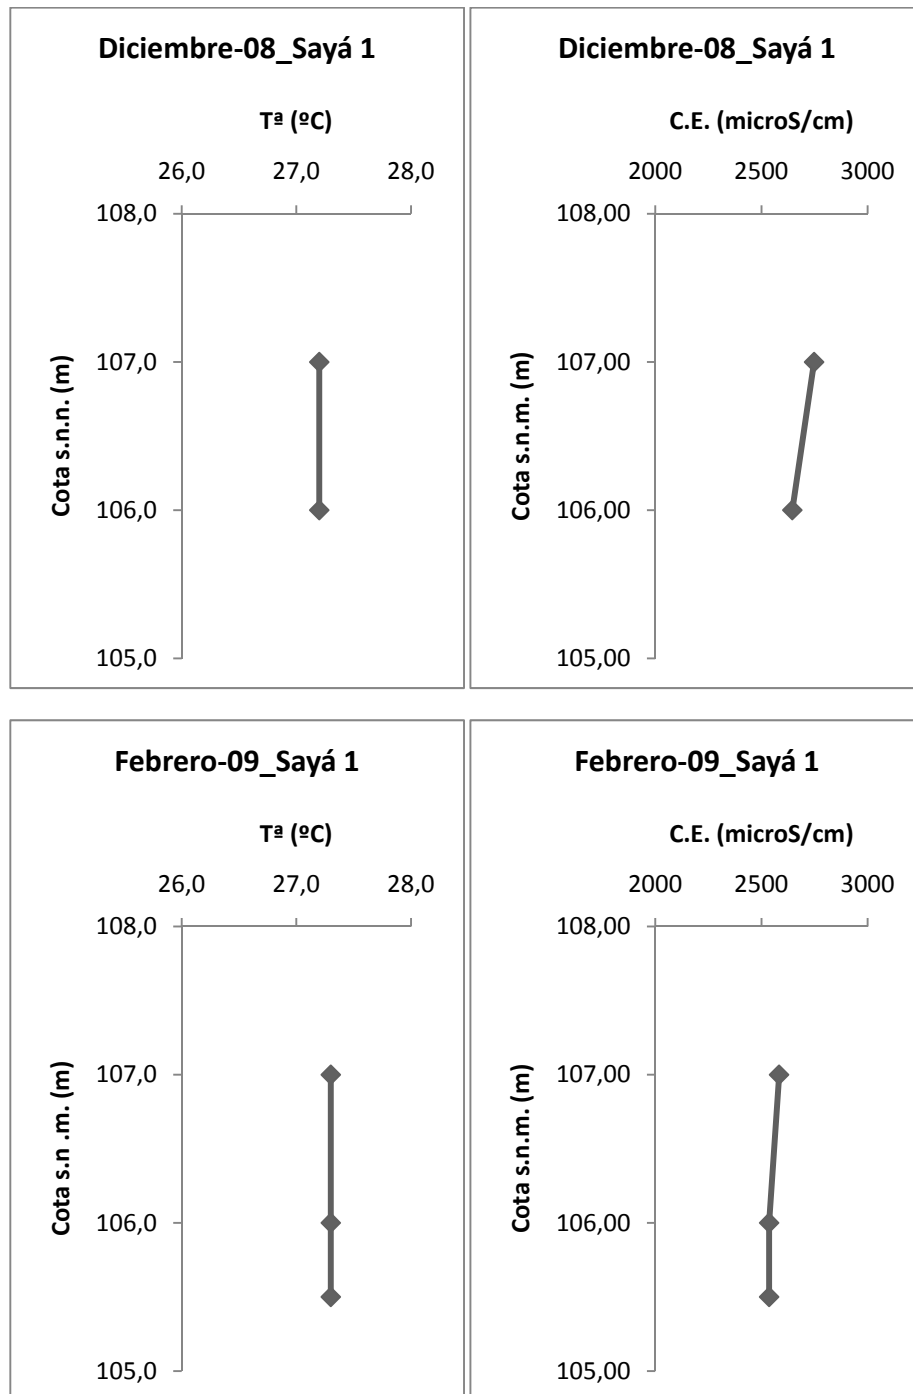 Diciembre-08_Sayá 1
Tª (ºC)
26,0 27,0 28,0
108,0
107,0
106,0
105,0
Cota s.n.n. (m)
Diciembre-08_Sayá 1
C.E. (microS/cm)
2000 2500 3000
108,00
107,00
106,00
105,00
Cota s.n.m. (m)
Febrero-09_Sayá 1
Tª (ºC)
26,0 27,0 28,0
108,0
107,0
106,0
105,0
Cota s.n .m. (m)
Febrero-09_Sayá 1
C.E. (microS/cm)
2000 2500 3000
108,00
107,00
106,00
105,00
Cota s.n.m. (m)